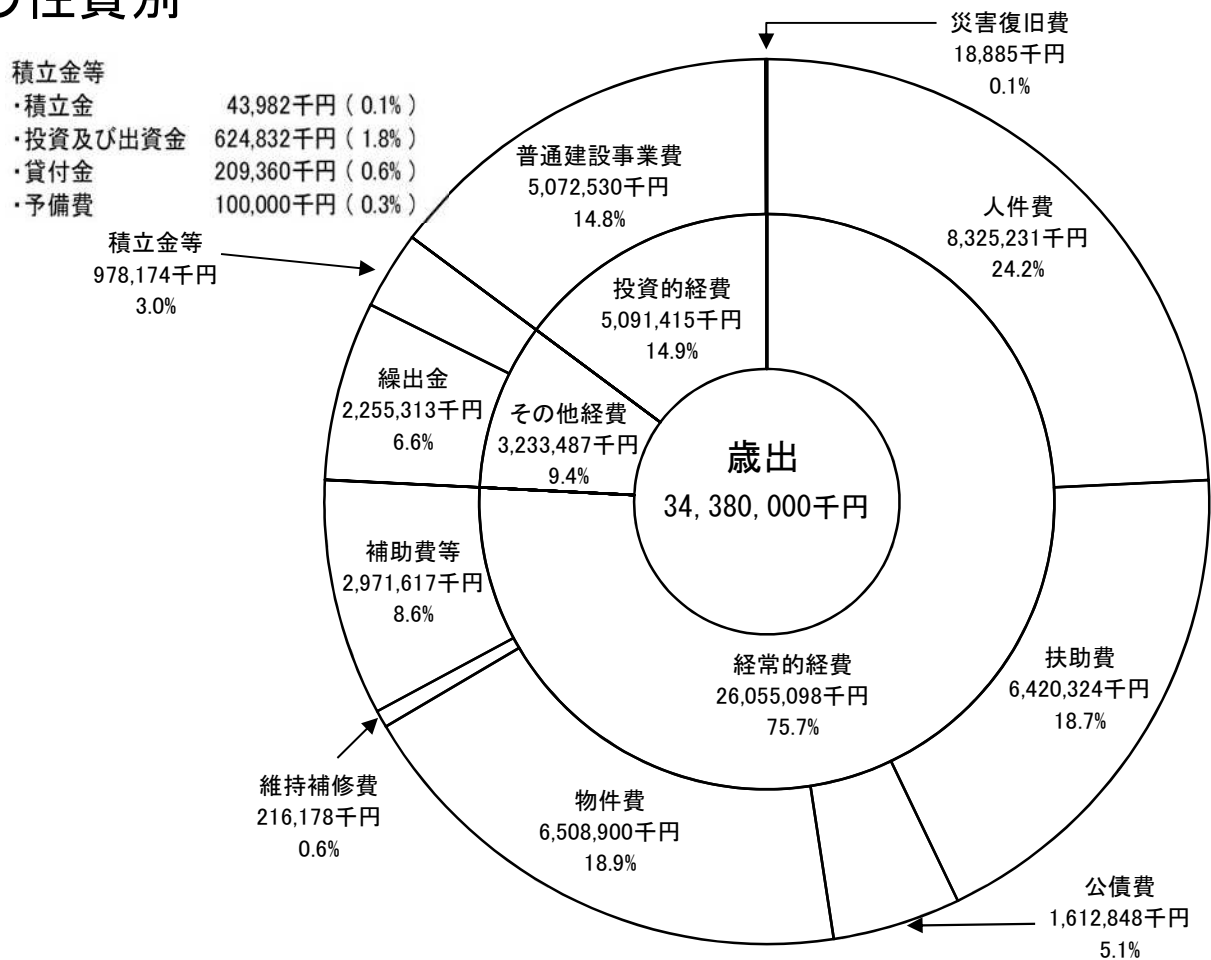 性質別
積立金等
・積立金 43,982千円 ( 0.1% )
・投資及び出資金 624,832千円 ( 1.8% )
・貸付金 209,360千円 ( 0.6% )
・予備費 100,000千円 ( 0.3% )
災害復旧費
18,885千円
0.1%
普通建設事業費
5,072,530千円
14.8%
人件費
8,325,231千円
24.2%
積立金等
978,174千円
3.0%
投資的経費
5,091,415千円
14.9%
繰出金
2,255,313千円
6.6%
その他経費
3,233,487千円
9.4%
歳出
34,380,000千円
補助費等
2,971,617千円
8.6%
経常的経費
26,055,098千円
75.7%
扶助費
6,420,324千円
18.7%
維持補修費
216,178千円
0.6%
物件費
6,508,900千円
18.9%
公債費
1,612,848千円
5.1%